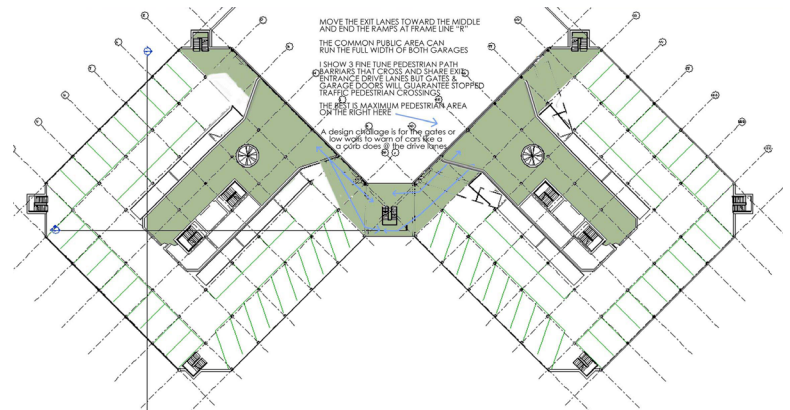 MOVE THE EXIT LANES TOWARD THE MIDDLE
AND END THE RAMPS AT FRAME LINE "R"
THE COMMON PUBLIC AREA CAN
RUN THE FULL WIDTH OF BOTH GARAGES
I SHOW 3 FINE TUNE PEDESTRIAN PATH
BARRIARS THAT CROSS AND SHARE EXIT
ENTRANCE DRIVE LANES BUT GATES &
GARAGE DOORS WILL GUARANTEE STOPPED
TRAFFIC PEDESTRIAN CROSSINGS
THE BEST IS MAXIMUM PEDESTRIAN AREA
ON THE RIGHT HERE
A design challage is for the gates or
low walls to warn of cars like a
a curb does @ the drive lanes